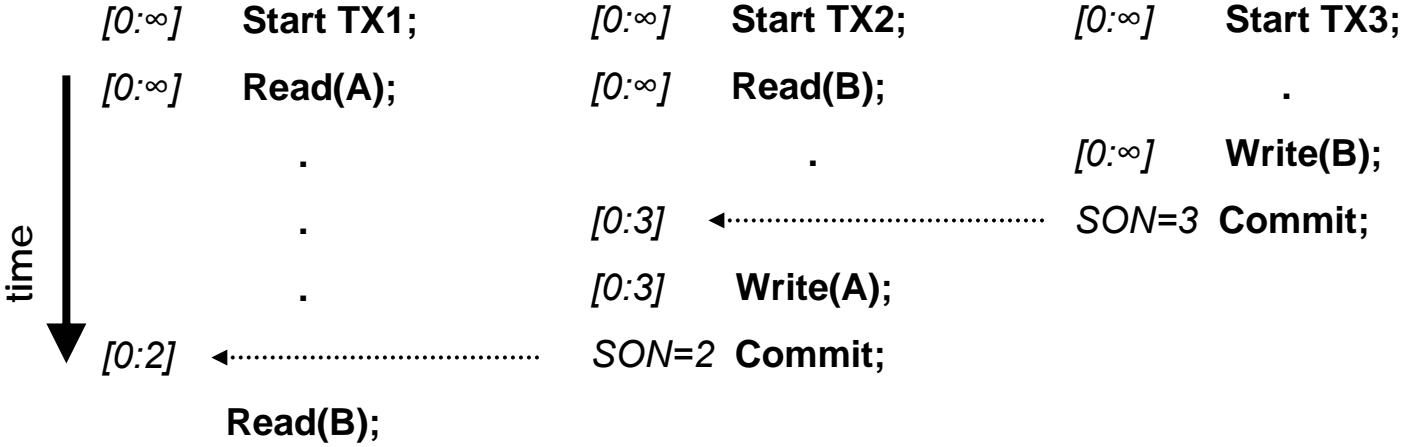 [0:∞] Start TX1; [0:∞] Start TX2; [0:∞] Start TX3;
[0:∞] Read(A); [0:∞] Read(B); .
. . [0:∞] Write(B);
. [0:3] SON=3 Commit;
. [0:3] Write(A);
[0:2] SON=2 Commit;
Read(B);
time